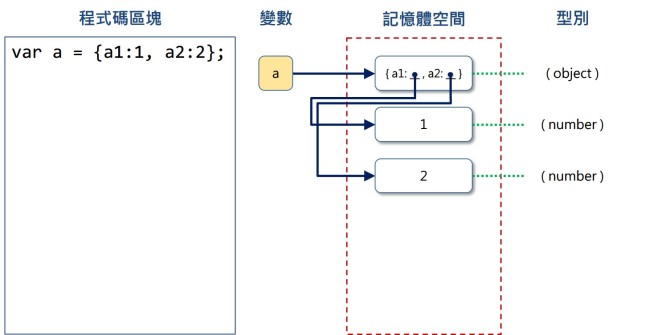 程式碼區塊
變數
記憶體空間
型別
var a = {a1:1, a2:2};
a
{ a1: _ , a2: _ }
( object )
1
( number )
2
( number )